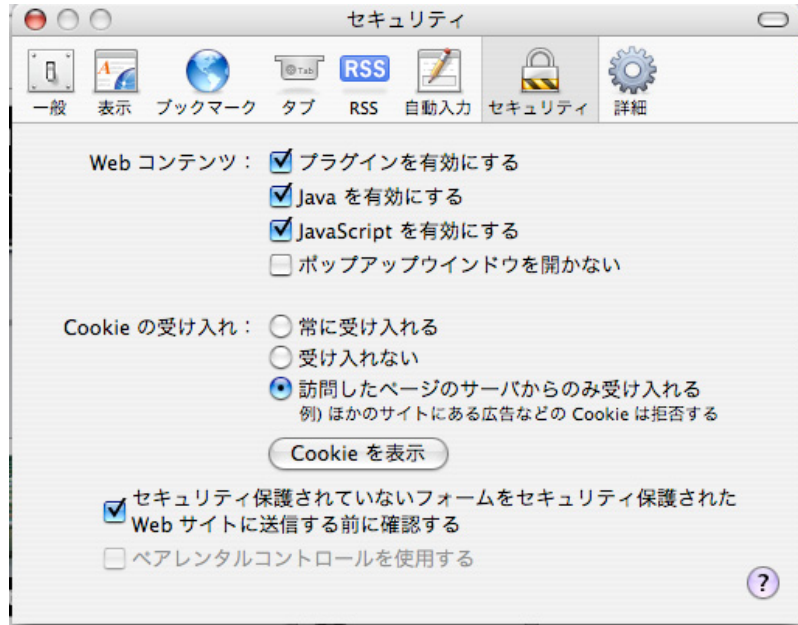 セキュリティ
Tab
RSS
一般 表示 ブックマーク タブ RSS 自動入力 セキュリティ 詳細
Web コンテンツ： プラグインを有効にする
Java を有効にする
JavaScript を有効にする
ポップアップウインドウを開かない
Cookie の受け入れ： 常に受け入れる
受け入れない
訪問したページのサーバからのみ受け入れる
例) ほかのサイトにある広告などの Cookie は拒否する
Cookie を表示
セキュリティ保護されていないフォームをセキュリティ保護された
Web サイトに送信する前に確認する
ペアレンタルコントロールを使用する
?